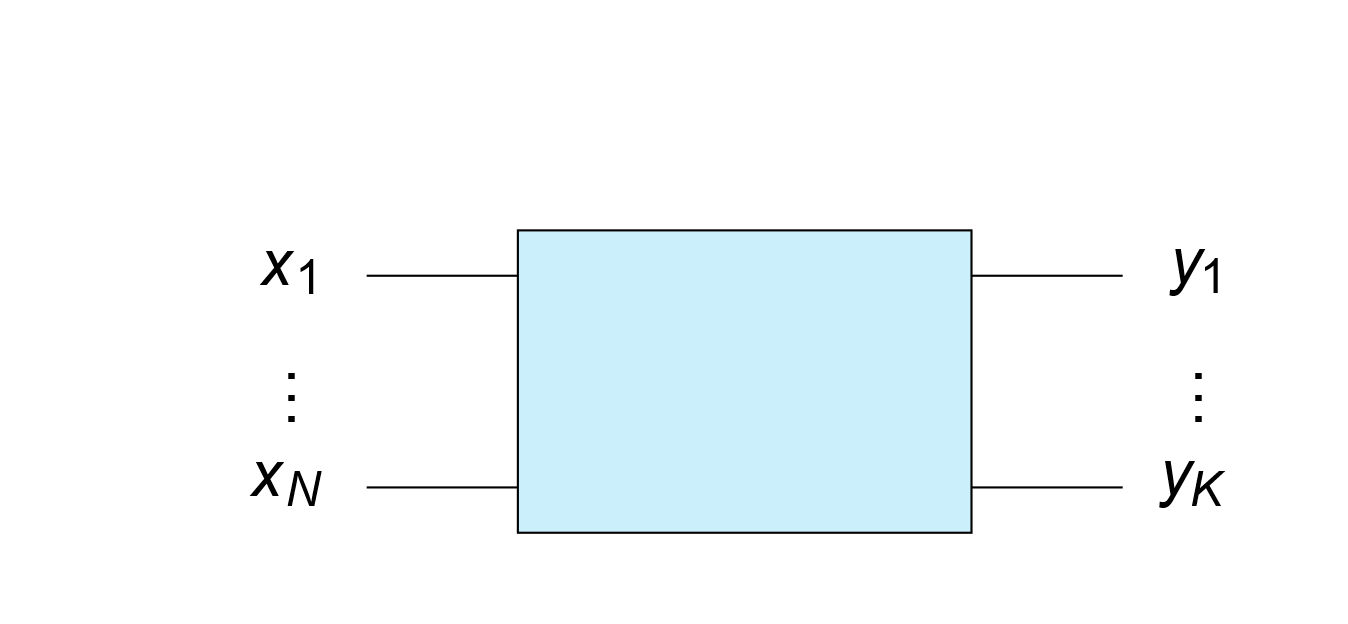 x1 y1
⋮ ⋮
xN yK